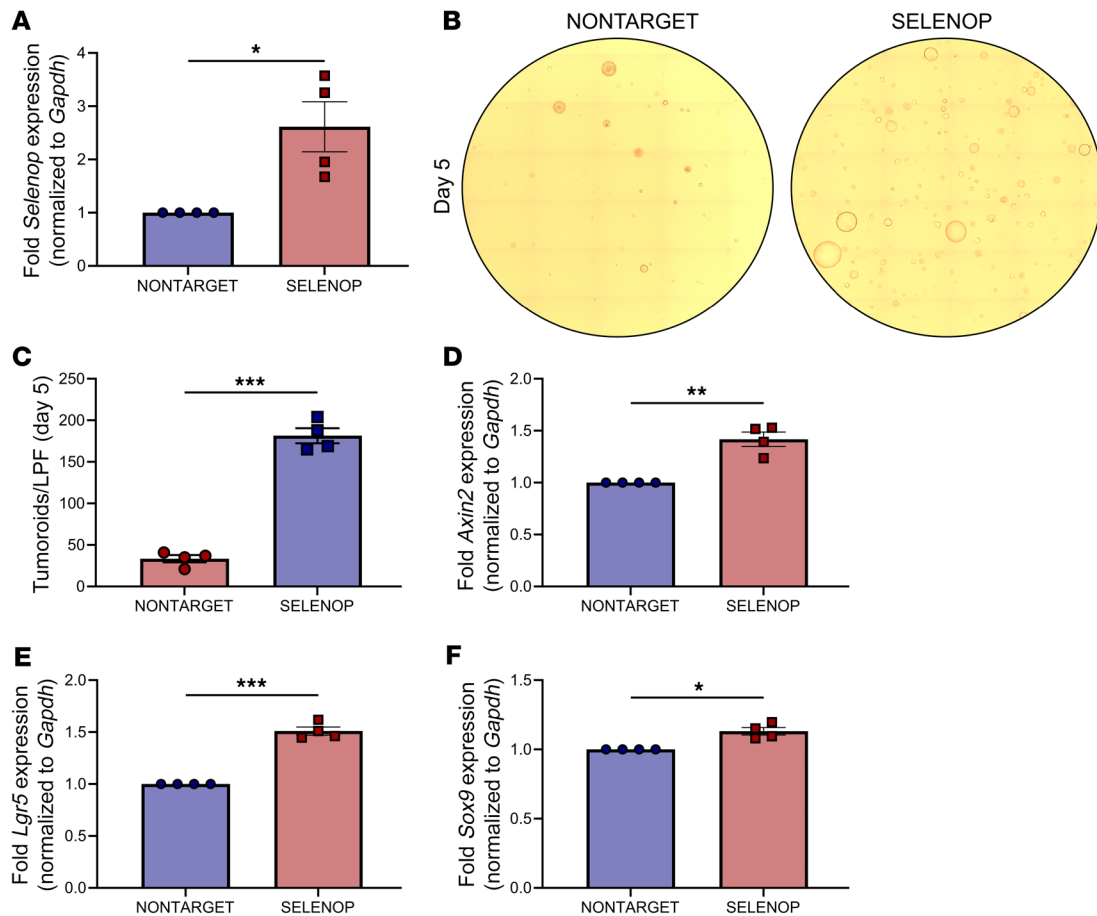 A
Fold Selenop expression
(normalized to Gapdh)
4
3
2
1
0
*
NONTARGET
SELENOP
B
NONTARGET
SELENOP
Day 5
C
Tumoroids/LPF (day 5)
250
200
150
100
50
0
***
NONTARGET
SELENOP
D
Fold Axin2 expression
(normalized to Gapdh)
2.0
1.5
1.0
0.5
0.0
**
NONTARGET
SELENOP
E
Fold Lgr5 expression
(normalized to Gapdh)
2.0
1.5
1.0
0.5
0.0
***
NONTARGET
SELENOP
F
Fold Sox9 expression
(normalized to Gapdh)
1.5
1.0
0.5
0.0
*
NONTARGET
SELENOP